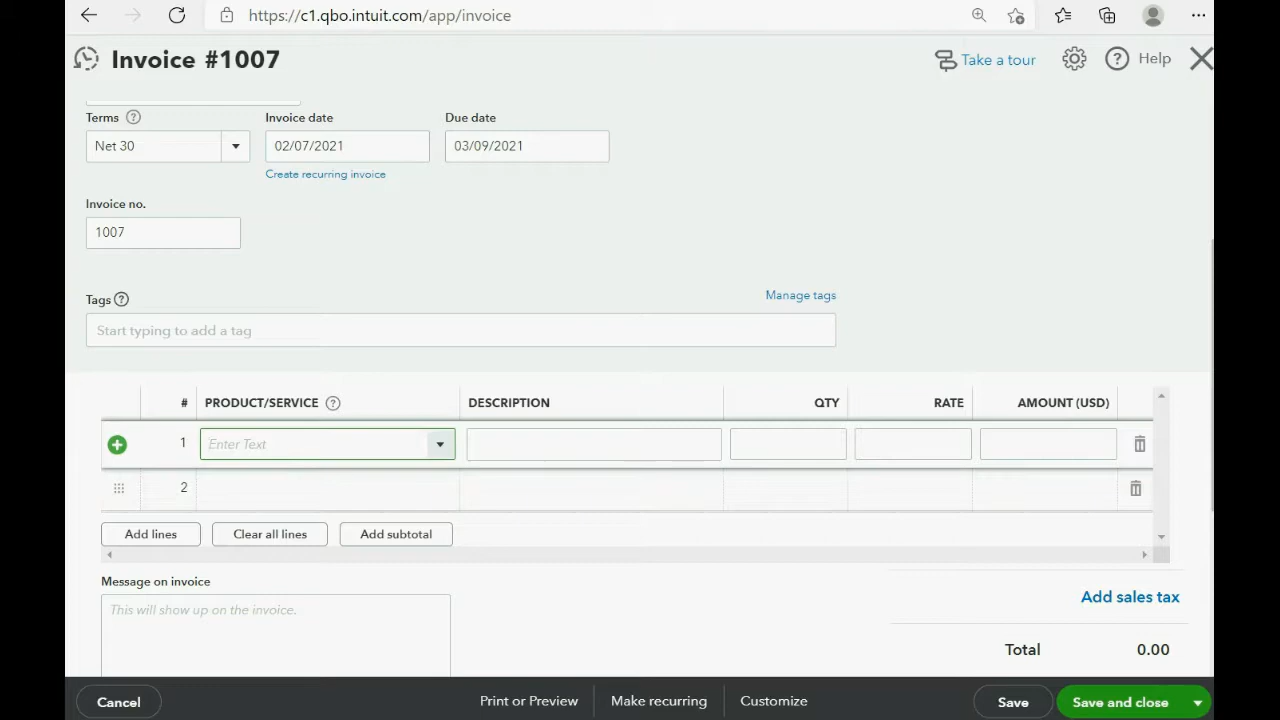 https://c1.qbo.intuit.com/app/invoice
Invoice #1007
Take a tour
Help
Terms
Invoice date
Due date
Net 30
02/07/2021
03/09/2021
Create recurring invoice
Invoice no.
1007
Tags
Manage tags
Start typing to add a tag
# PRODUCT/SERVICE DESCRIPTION QTY RATE AMOUNT (USD)
1 Enter Text
2
Add lines Clear all lines Add subtotal
Message on invoice
This will show up on the invoice.
Add sales tax
Total 0.00
Cancel Print or Preview Make recurring Customize Save Save and close